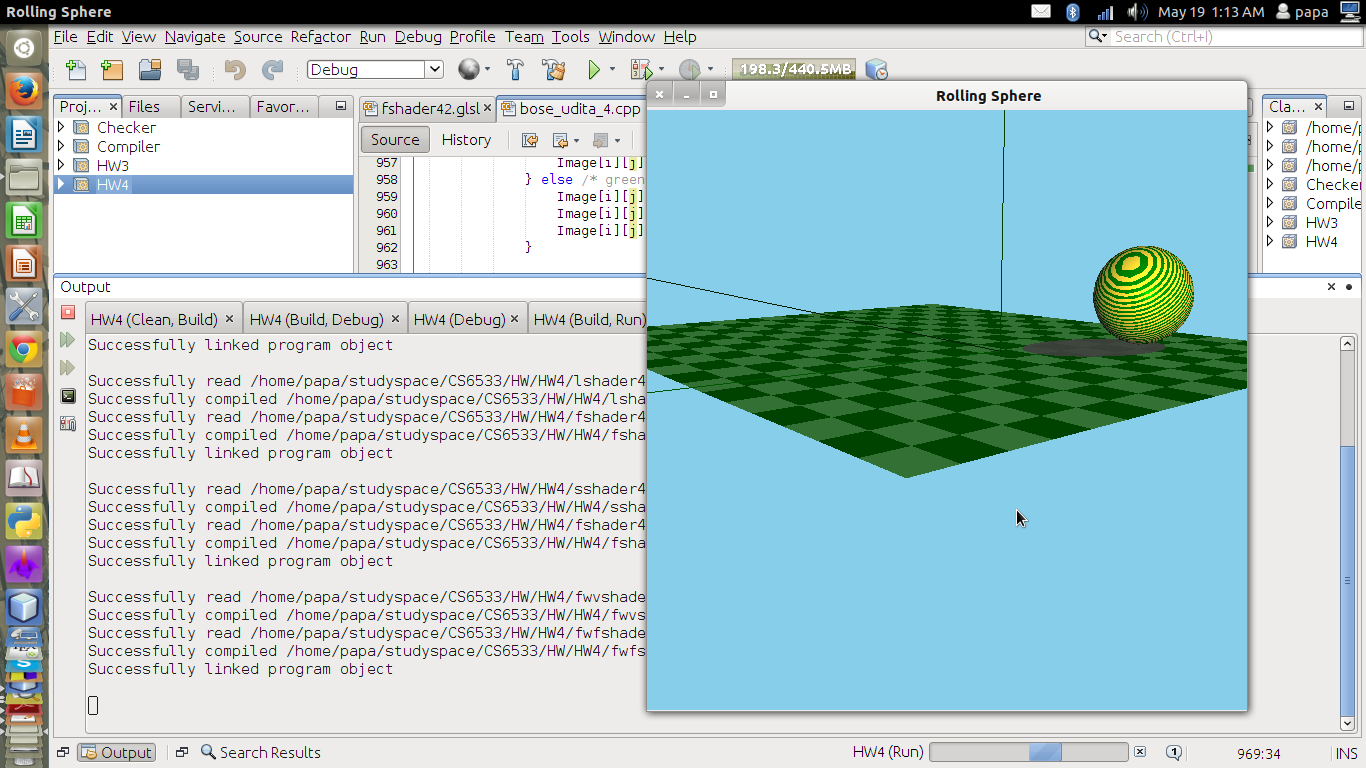 Rolling Sphere
May 19 1:13 AM papa
File Edit View Navigate Source Refactor Run Debug Profile Team Tools Window Help
Search (Ctrl+I)
Debug
198.3/440.5MB
Rolling Sphere
Proj... × Files Servi... Favor...
fshader42.glsl × bose_udita_4.cpp
Cla... ×
Checker
Compiler
HW3
HW4
Source History
957 Image[i][j]
958 } else /* green
959 Image[i][j]
960 Image[i][j]
961 Image[i][j]
962 }
963
/home/p
/home/p
/home/p
Checker
Compile
HW3
HW4
Output
HW4 (Clean, Build) × HW4 (Build, Debug) × HW4 (Debug) × HW4 (Build, Run)
Successfully linked program object
Successfully read /home/papa/studyspace/CS6533/HW/HW4/lshader4
Successfully compiled /home/papa/studyspace/CS6533/HW/HW4/lsha
Successfully read /home/papa/studyspace/CS6533/HW/HW4/fshader4
Successfully compiled /home/papa/studyspace/CS6533/HW/HW4/fsha
Successfully linked program object
Successfully read /home/papa/studyspace/CS6533/HW/HW4/sshader4
Successfully compiled /home/papa/studyspace/CS6533/HW/HW4/ssha
Successfully read /home/papa/studyspace/CS6533/HW/HW4/fshader4
Successfully compiled /home/papa/studyspace/CS6533/HW/HW4/fsha
Successfully linked program object
Successfully read /home/papa/studyspace/CS6533/HW/HW4/fwvshade
Successfully compiled /home/papa/studyspace/CS6533/HW/HW4/fwvs
Successfully read /home/papa/studyspace/CS6533/HW/HW4/fwfshade
Successfully compiled /home/papa/studyspace/CS6533/HW/HW4/fwfs
Successfully linked program object
Output Search Results HW4 (Run) 1 969:34 INS